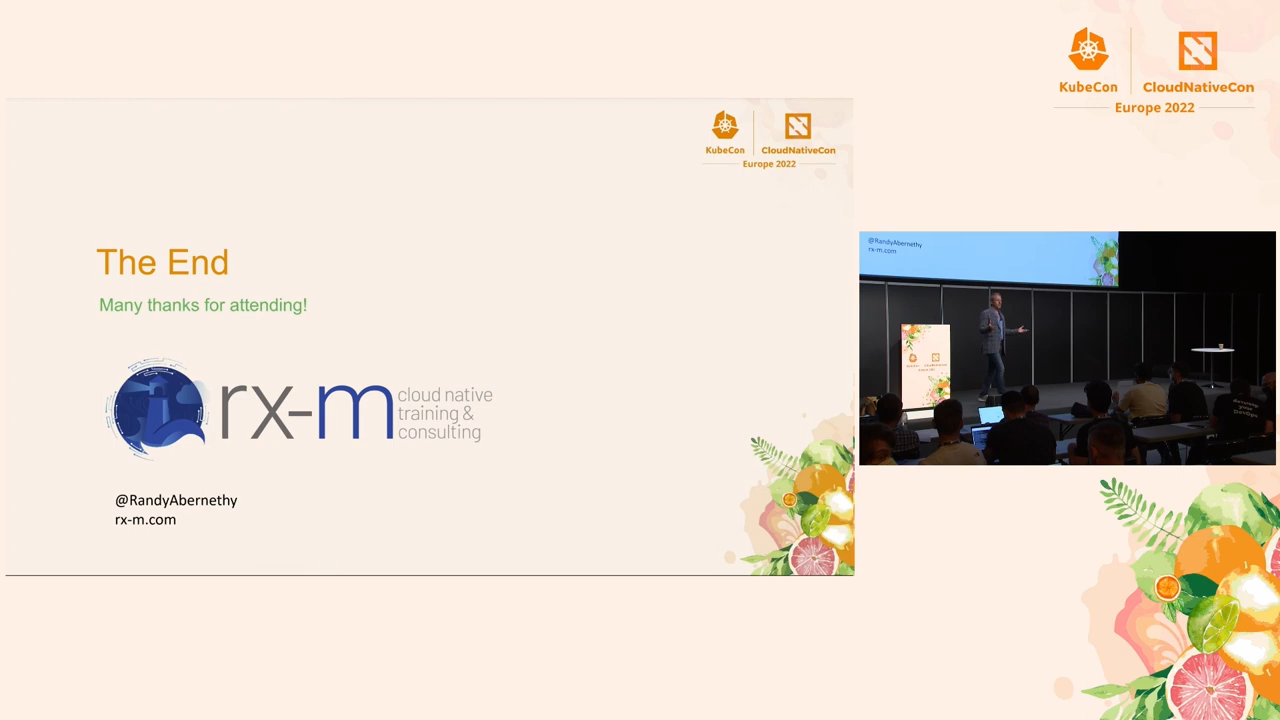 KubeCon
CloudNativeCon
Europe 2022
KubeCon
CloudNativeCon
Europe 2022
The End
Many thanks for attending!
rx-m cloud native
training &
consulting
@RandyAbernethy
rx-m.com
@RandyAbernethy
rx-m.com